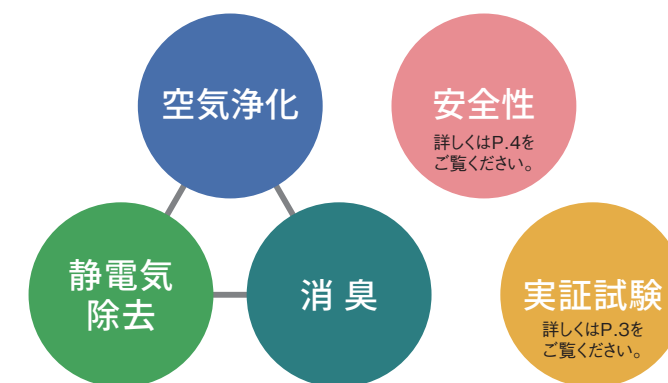 空気浄化
安全性
詳しくはP.4を
ご覧ください。
静電気
除去
消臭
実証試験
詳しくはP.3を
ご覧ください。